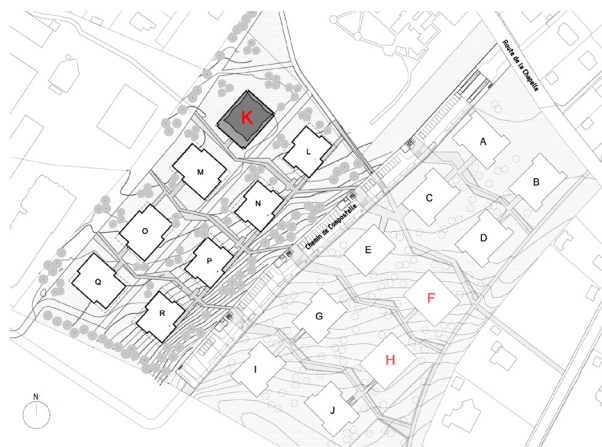 Route de la Chapelle
K
A
L
M
B
N
C
O
D
P
E
Q
F
R
G
H
I
J
Chemin de Compostelle
N